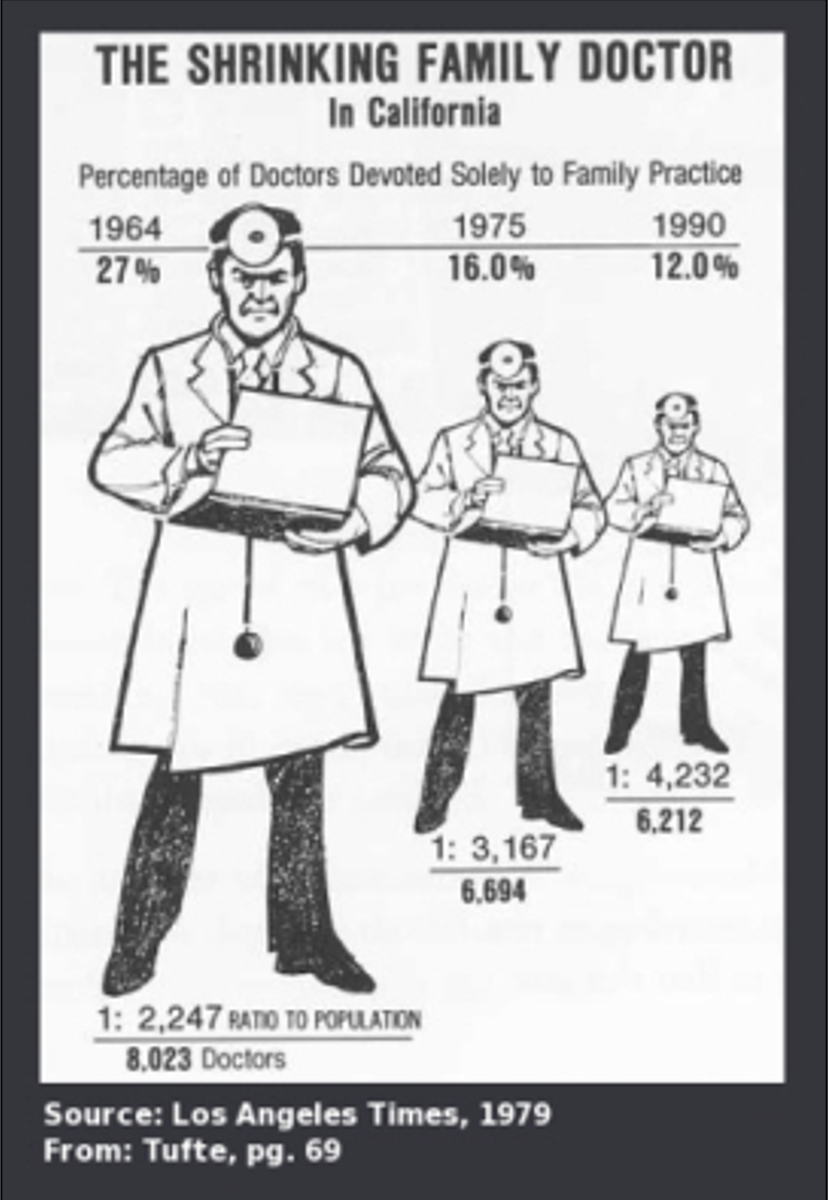 THE SHRINKING FAMILY DOCTOR
In California
Percentage of Doctors Devoted Solely to Family Practice
1964 1975 1990
27% 16.0% 12.0%
1: 4,232
6,212
1: 3,167
6,694
1: 2,247 RATIO TO POPULATION
8,023 Doctors
Source: Los Angeles Times, 1979
From: Tufte, pg. 69